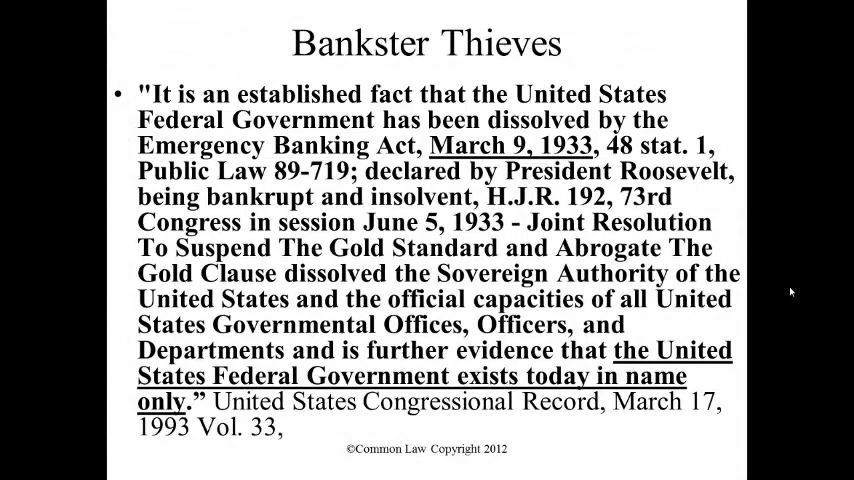 Bankster Thieves
• "It is an established fact that the United States
Federal Government has been dissolved by the
Emergency Banking Act, March 9, 1933, 48 stat. 1,
Public Law 89-719; declared by President Roosevelt,
being bankrupt and insolvent, H.J.R. 192, 73rd
Congress in session June 5, 1933 - Joint Resolution
To Suspend The Gold Standard and Abrogate The
Gold Clause dissolved the Sovereign Authority of the
United States and the official capacities of all United
States Governmental Offices, Officers, and
Departments and is further evidence that the United
States Federal Government exists today in name
only.” United States Congressional Record, March 17,
1993 Vol. 33,
©Common Law Copyright 2012